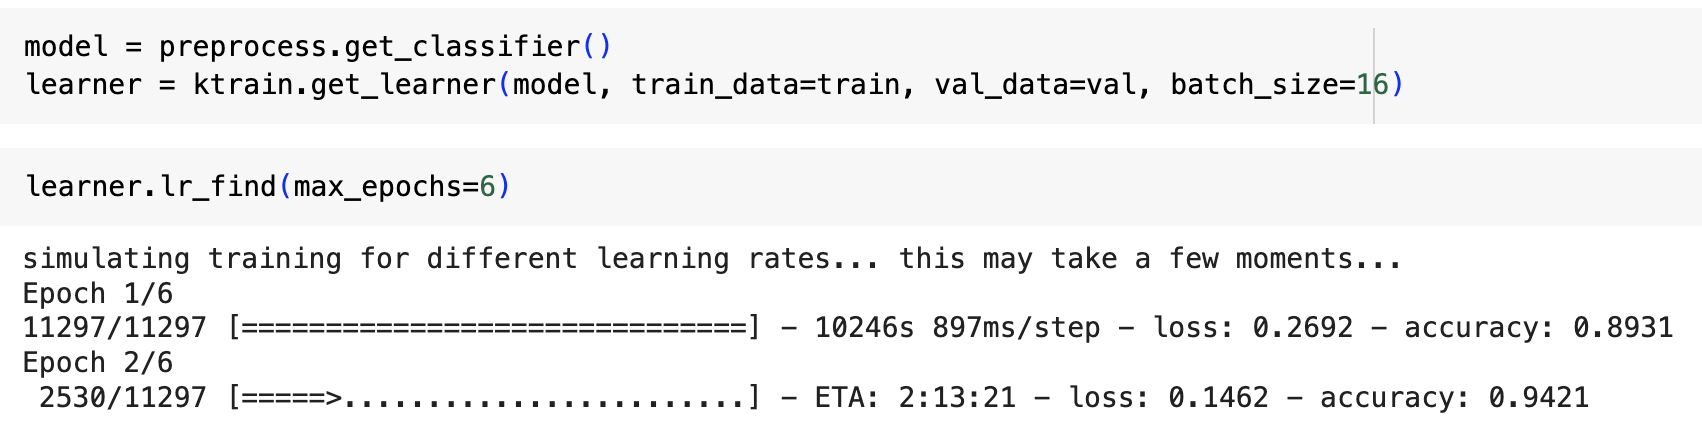 model = preprocess.get_classifier()
learner = ktrain.get_learner(model, train_data=train, val_data=val, batch_size=16)
learner.lr_find(max_epochs=6)
simulating training for different learning rates... this may take a few moments...
Epoch 1/6
11297/11297 [==============================] - 10246s 897ms/step - loss: 0.2692 - accuracy: 0.8931
Epoch 2/6
 2530/11297 [=====>........................] - ETA: 2:13:21 - loss: 0.1462 - accuracy: 0.9421